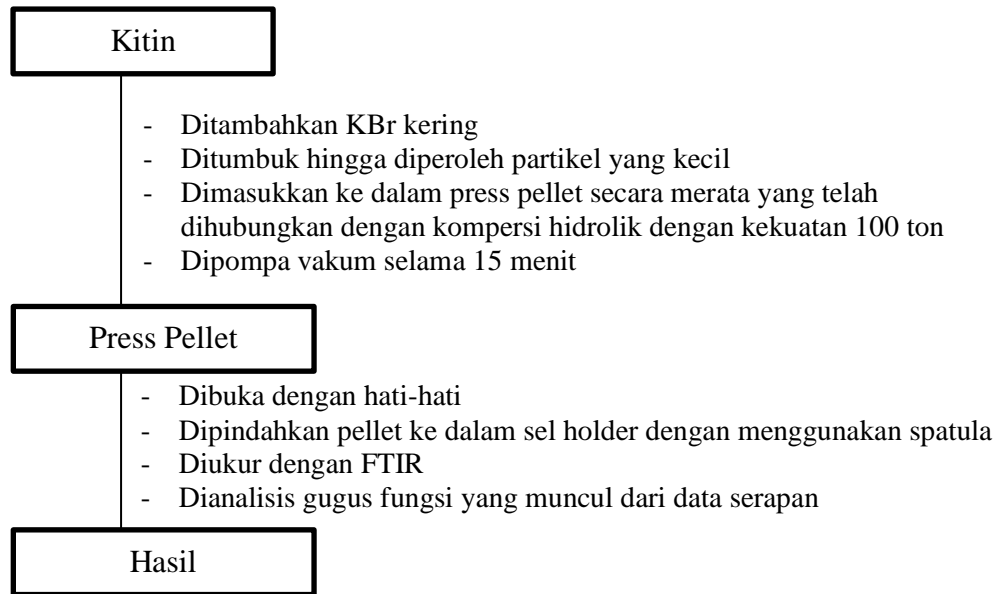 Kitin
- Ditambahkan KBr kering
- Ditumbuk hingga diperoleh partikel yang kecil
- Dimasukkan ke dalam press pellet secara merata yang telah
dihubungkan dengan kompersi hidrolik dengan kekuatan 100 ton
- Dipompa vakum selama 15 menit
Press Pellet
- Dibuka dengan hati-hati
- Dipindahkan pellet ke dalam sel holder dengan menggunakan spatula
- Diukur dengan FTIR
- Dianalisis gugus fungsi yang muncul dari data serapan
Hasil